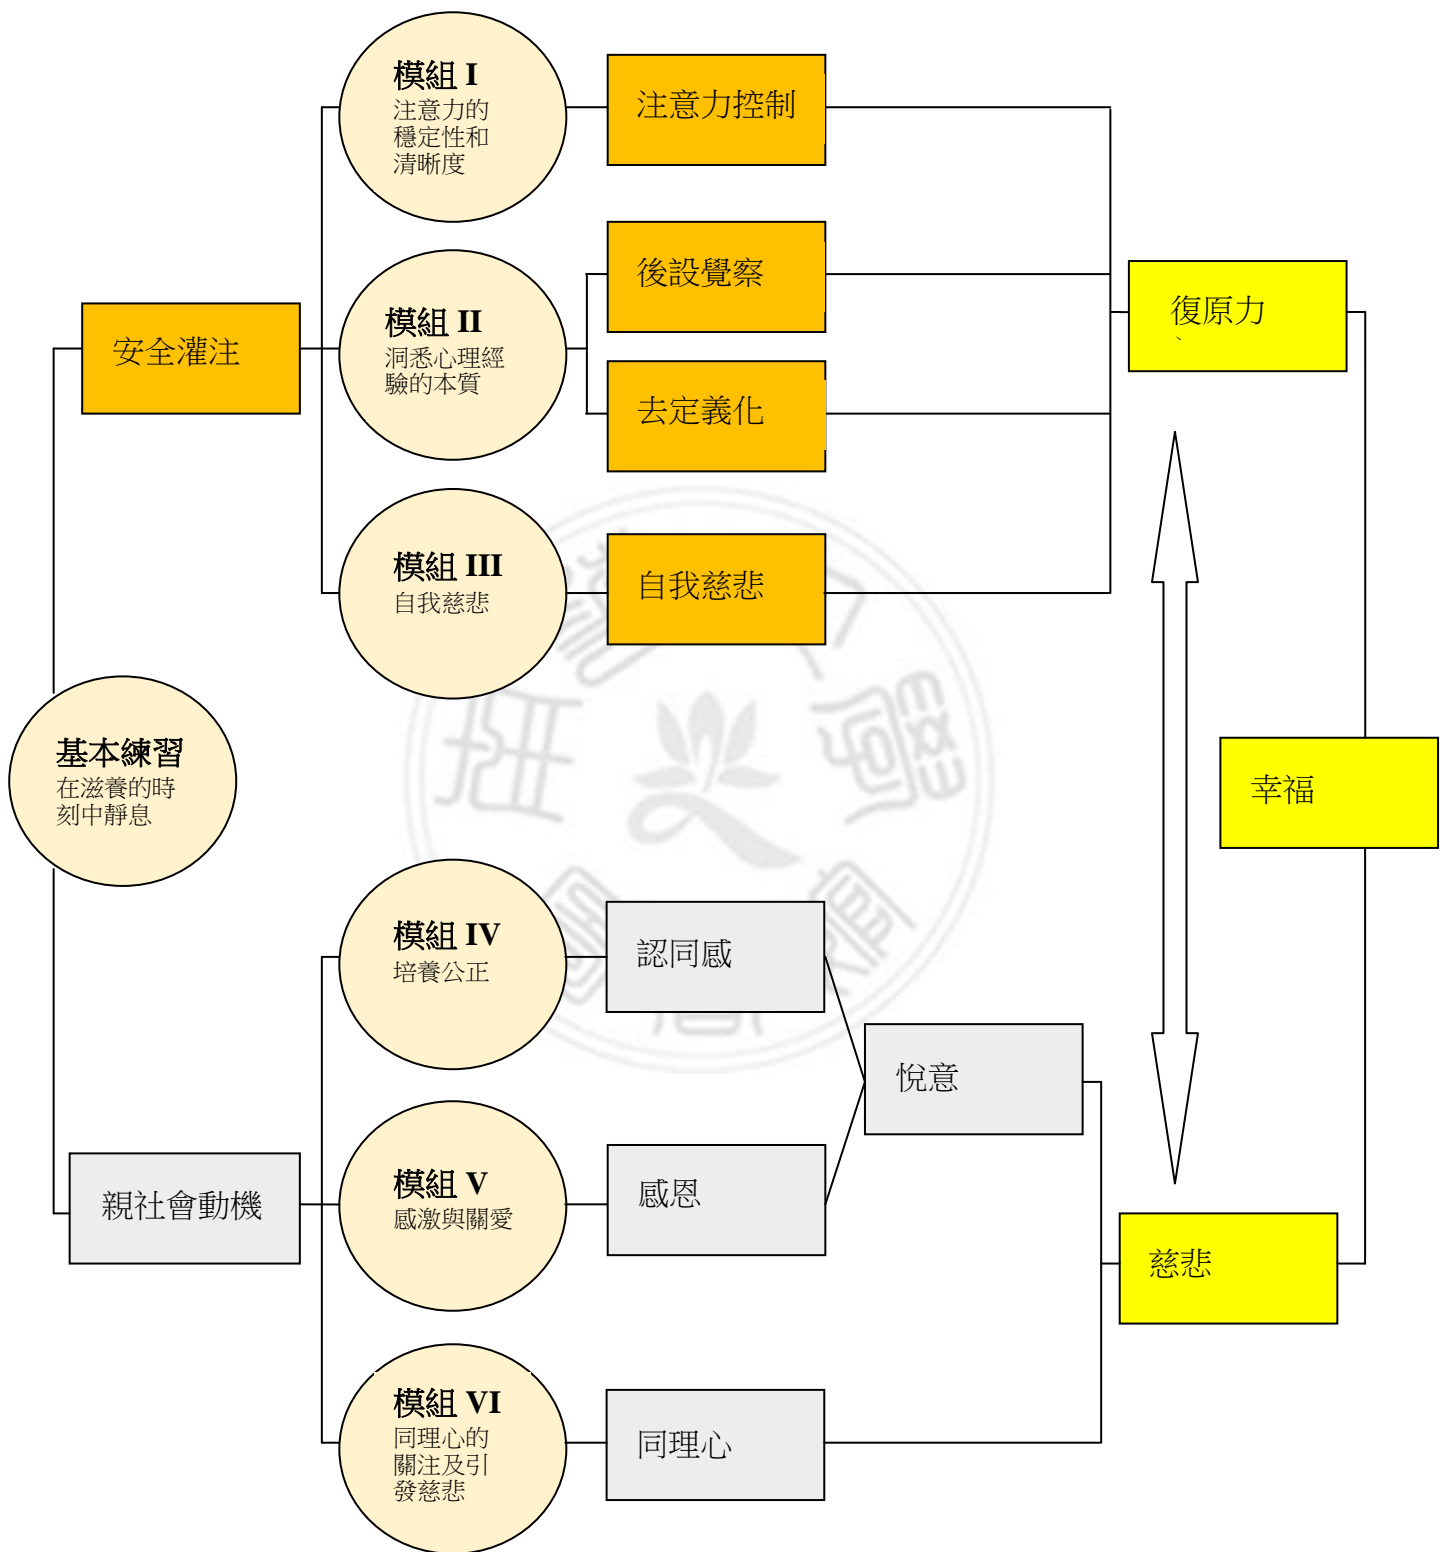 模組 I
注意力的
穩定性和
清晰度
注意力控制
後設覺察
模組 II
洞悉心理經
驗的本質
去定義化
安全灌注
復原力
、
模組 III
自我慈悲
自我慈悲
基本練習
在滋養的時
刻中靜息
幸福
模組 IV
培養公正
認同感
悅意
模組 V
感激與關愛
感恩
親社會動機
慈悲
模組 VI
同理心的
關注及引
發慈悲
同理心